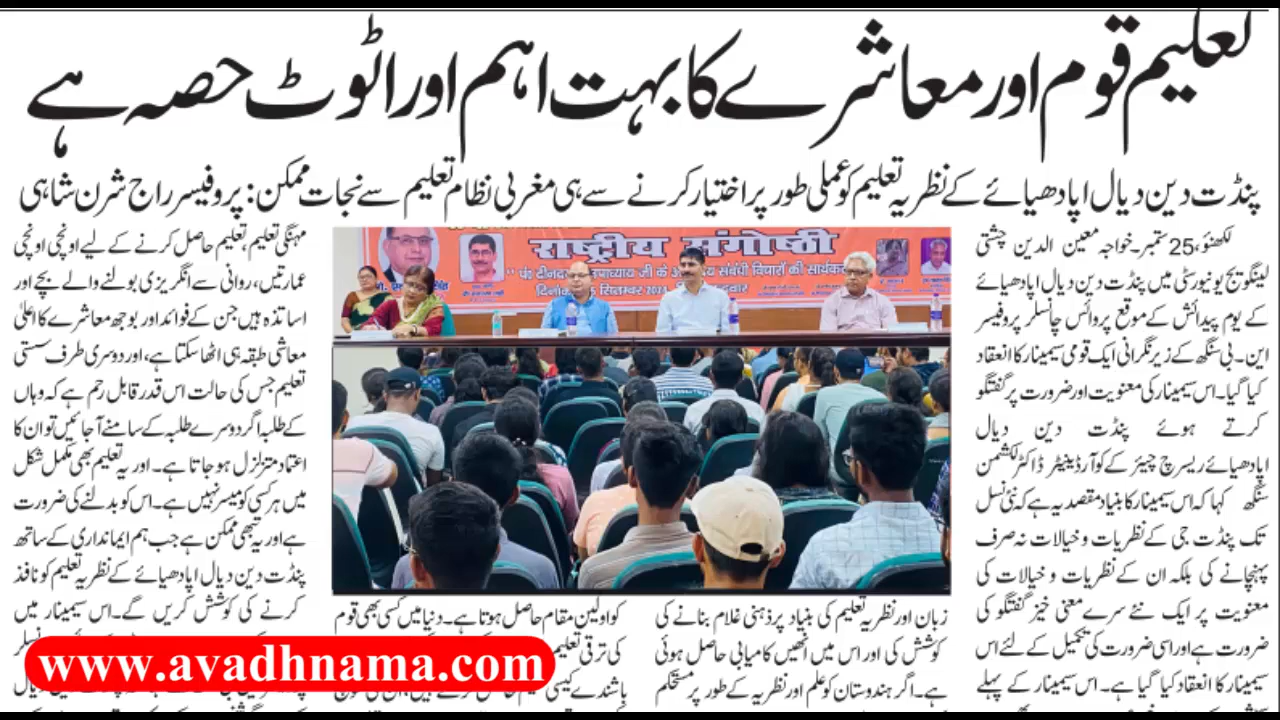 تعلیم قوم اور معاشرے کا بہت اہم اور اٹوٹ حصہ ہے
پنڈت دین دیال اپادھیائے کے نظریہ تعلیم کو عملی طور پر اختیار کرنے سے ہی مغربی نظام تعلیم سے نجات ممکن: پروفیسر راج شرن شاہی
لکھنؤ، 25 ستمبر۔ خواجہ معین الدین چشتی
لینگویج یونیورسٹی میں پنڈت دین دیال اپادھیائے
کے یوم پیدائش کے موقع پر وائس چانسلر پروفیسر
این۔ بی سنگھ کے زیر نگرانی ایک قومی سیمینار کا انعقاد
کیا گیا۔ اس سیمینار کی معنویت اور ضرورت پر گفتگو
کرتے ہوئے پنڈت دین دیال
اپادھیائے ریسرچ چیئر کے کوآرڈینیٹر ڈاکٹر لکشمن
سنگھ کہا کہ اس سیمینار کا بنیاد مقصد یہ ہے کہ نئی نسل
تک پنڈت جی کے نظریات و خیالات نہ صرف
پہنچانے کی بلکہ ان کے نظریات و خیالات کی
معنویت پر ایک نئے سرے معنی خیز گفتگو کی
ضرورت ہے اور اسی ضرورت کی تکمیل کے لئے اس
سیمینار کا انعقاد کیا گیا ہے۔ اس سیمینار کے پہلے
राष्ट्रीय संगोष्ठी
زبان اور نظریہ تعلیم کی بنیاد پر ذہنی غلام بنانے کی
کوشش کی اور اس میں انھیں کامیابی حاصل ہوئی
ہے۔ اگر ہندوستان کو علم اور نظریہ کے طور پر مستحکم
کو اولین مقام حاصل ہوتا ہے۔ دنیا میں کسی بھی قوم
کی ترقی تعلیم
باشندے کیسی
مہنگی تعلیم، تعلیم حاصل کرنے کے لیے اونچی اونچی
عمارتیں، روانی سے انگریزی بولنے والے بچے اور
اساتذہ ہیں جن کے فوائد اور بوجھ معاشرے کا اعلیٰ
معاشی طبقہ ہی اٹھا سکتا ہے، اور دوسری طرف سستی
تعلیم جس کی حالت اس قدر قابل رحم ہے کہ وہاں
کے طلبہ اگر دوسرے طلبہ کے سامنے آ جائیں تو ان کا
اعتماد متزلزل ہو جاتا ہے۔ اور یہ تعلیم بھی مکمل شکل
میں ہر کسی کو میسر نہیں ہے۔ اس کو بدلنے کی ضرورت
ہے اور یہ تبھی ممکن ہے جب ہم ایمانداری کے ساتھ
پنڈت دین دیال اپادھیائے کے نظریہ تعلیم کو نافذ
کرنے کی کوشش کریں گے۔ اس سیمینار میں
www.avadhnama.com